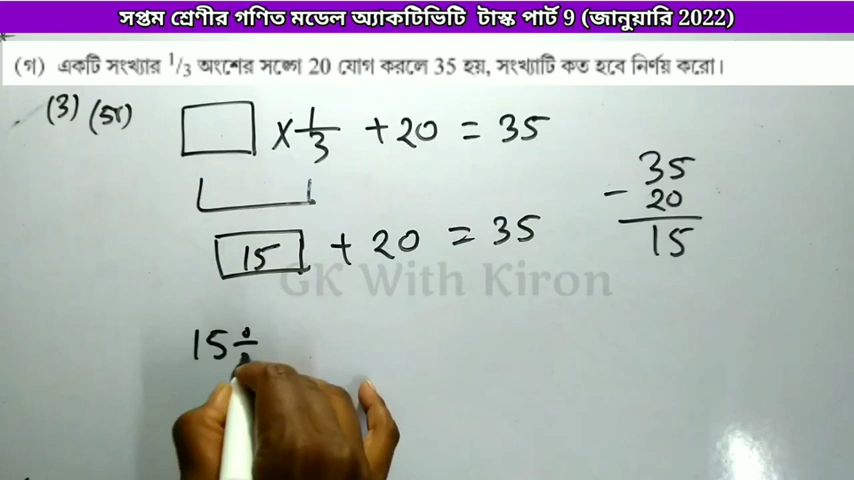 সপ্তম শ্রেণীর গণিত মডেল অ্যাকটিভিটি টাস্ক পার্ট 9 (জানুয়ারি 2022)
(গ) একটি সংখ্যার 1/3 অংশের সঙ্গে 20 যোগ করলে 35 হয়, সংখ্যাটি কত হবে নির্ণয় করো।
(3) (গ)
× 1/3 + 20 = 35
35
- 20
15
15 + 20 = 35
GK With Kiron
15 ÷